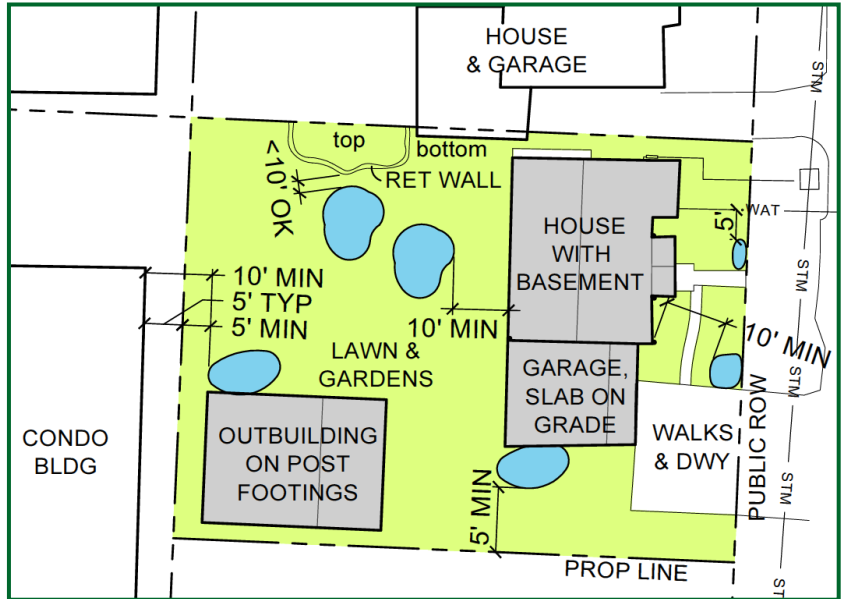 HOUSE
& GARAGE
STM
top
bottom
<10' OK
RET WALL
WAT
5'
HOUSE
WITH
BASEMENT
STM
10' MIN
5' TYP
5' MIN
10' MIN
10' MIN
LAWN &
GARDENS
GARAGE,
SLAB ON
GRADE
STM
CONDO
BLDG
OUTBUILDING
ON POST
FOOTINGS
WALKS
& DWY
PUBLIC ROW
STM
5' MIN
PROP LINE
ST